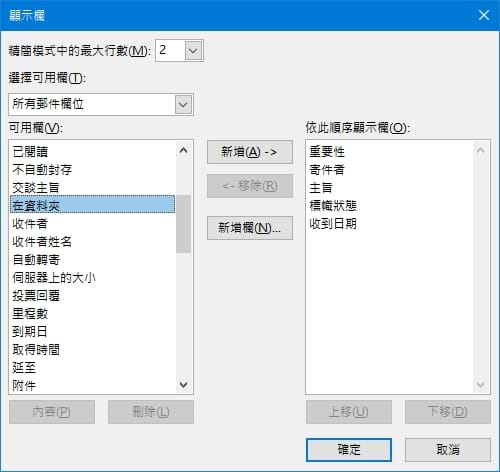 顯示欄
精簡模式中的最大行數(M): 2
選擇可用欄(T):
所有郵件欄位
可用欄(V):
已閱讀
不自動封存
交談主旨
在資料夾
收件者
收件者姓名
自動轉寄
伺服器上的大小
投票回覆
里程數
到期日
取得時間
延至
附件
新增(A) ->
<- 移除(R)
新增欄(N)...
依此順序顯示欄(O):
重要性
寄件者
主旨
標幟狀態
收到日期
內容(P)
刪除(L)
上移(U)
下移(D)
確定
取消